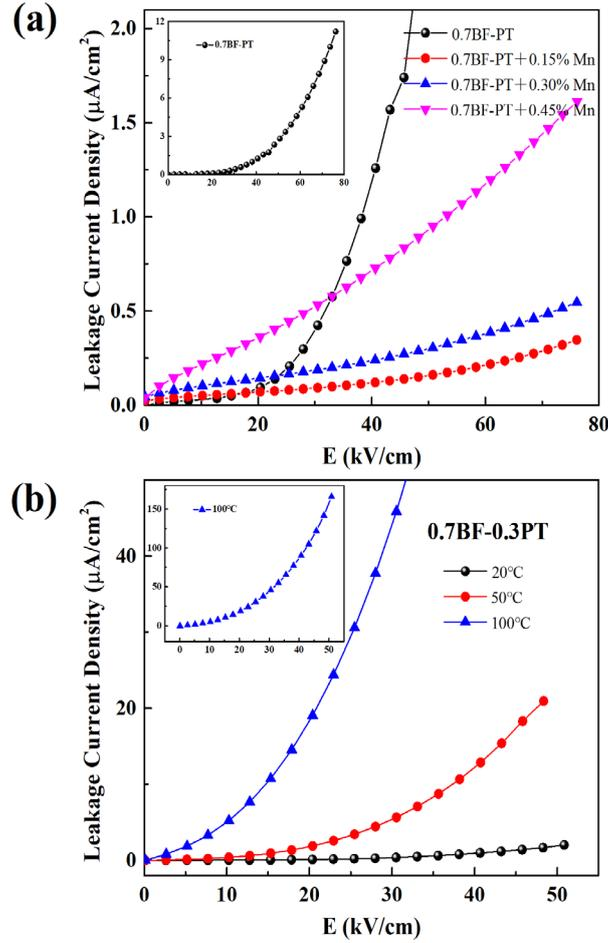 (a)
2.0
1.5
1.0
0.5
0.0
Leakage Current Density (μA/cm²)
12
9
6
3
0
0.7BF-PT
0 20 40 60 80
0.7BF-PT
0.7BF-PT+0.15% Mn
0.7BF-PT+0.30% Mn
0.7BF-PT+0.45% Mn
0 20 40 60 80
E (kV/cm)
(b)
40
20
0
Leakage Current Density (μA/cm²)
150
100
50
0
100℃
0 10 20 30 40 50
0.7BF-0.3PT
20℃
50℃
100℃
0 10 20 30 40 50
E (kV/cm)